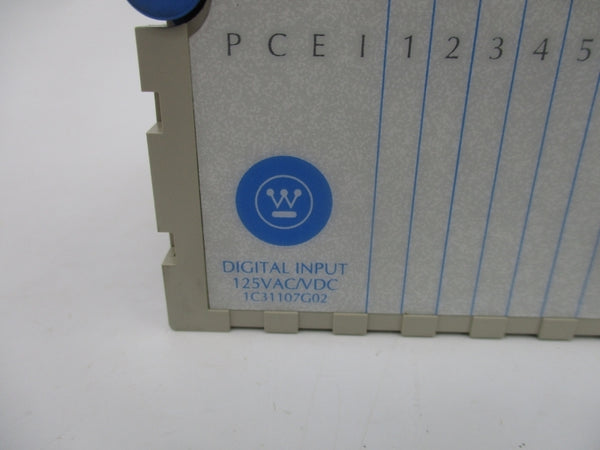 P C E I 1 2 3 4 5
W
DIGITAL INPUT
125VAC/VDC
1C31107G02